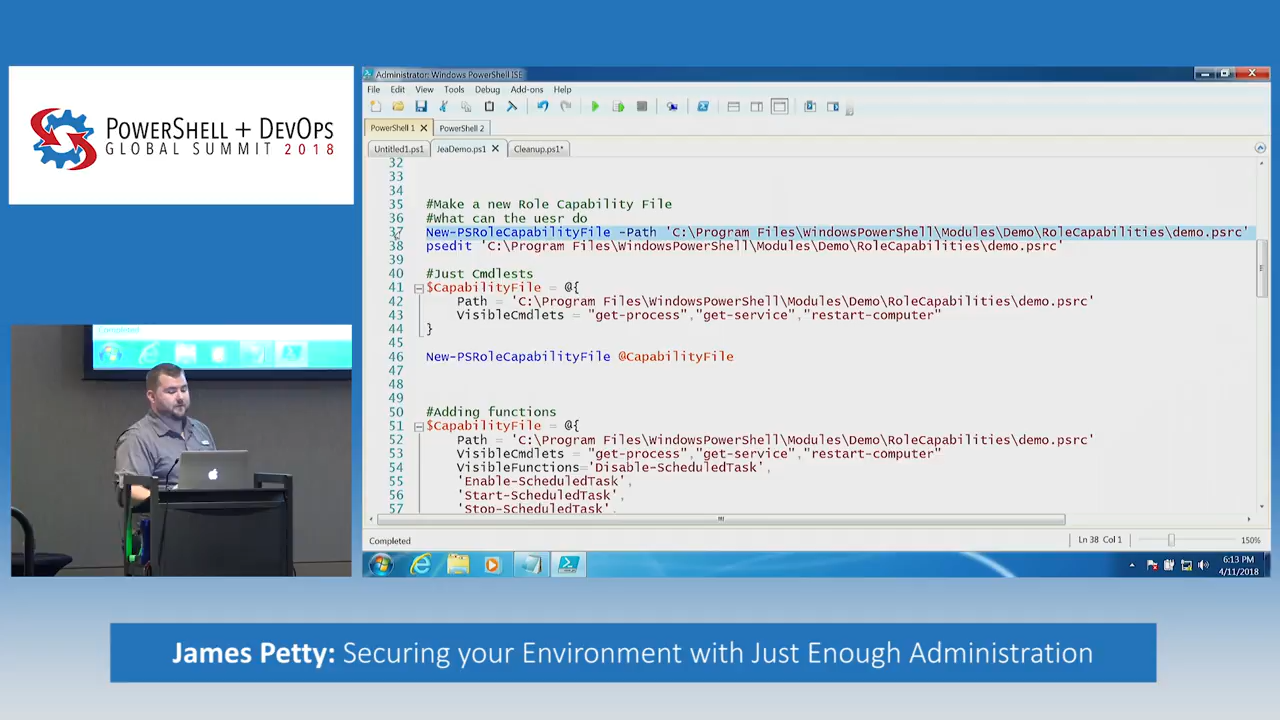 POWERSHELL + DEVOPS
GLOBAL SUMMIT 2018
Completed
Administrator: Windows PowerShell ISE
File Edit View Tools Debug Add-ons Help
PowerShell 1 PowerShell 2
Untitled1.ps1 JeaDemo.ps1 Cleanup.ps1*
32
33
34
35 #Make a new Role Capability File
36 #What can the uesr do
37 New-PSRoleCapabilityFile -Path 'C:\Program Files\WindowsPowerShell\Modules\Demo\RoleCapabilities\demo.psrc'
38 psedit 'C:\Program Files\WindowsPowerShell\Modules\Demo\RoleCapabilities\demo.psrc'
39
40 #Just Cmdlests
41 $CapabilityFile = @{
42 Path = 'C:\Program Files\WindowsPowerShell\Modules\Demo\RoleCapabilities\demo.psrc'
43 VisibleCmdlets = "get-process","get-service","restart-computer"
44 }
45
46 New-PSRoleCapabilityFile @CapabilityFile
47
48
49
50 #Adding functions
51 $CapabilityFile = @{
52 Path = 'C:\Program Files\WindowsPowerShell\Modules\Demo\RoleCapabilities\demo.psrc'
53 VisibleCmdlets = "get-process","get-service","restart-computer"
54 VisibleFunctions='Disable-ScheduledTask',
55 'Enable-ScheduledTask',
56 'Start-ScheduledTask',
57 'Stop-ScheduledTask',
Completed Ln 38 Col 1 150%
6:13 PM
4/11/2018
James Petty: Securing your Environment with Just Enough Administration